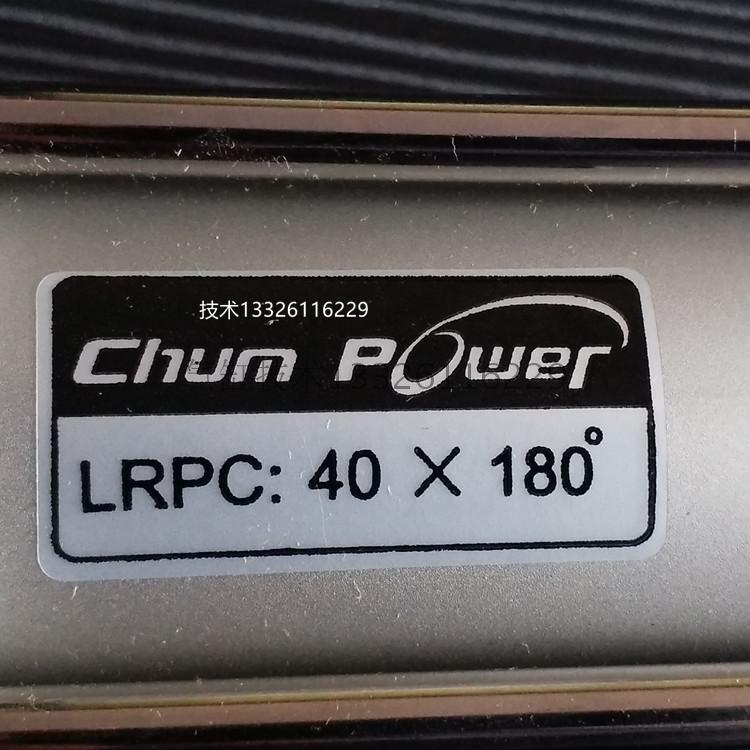 技术13326116229
Chum Power
LRPC: 40 × 180°